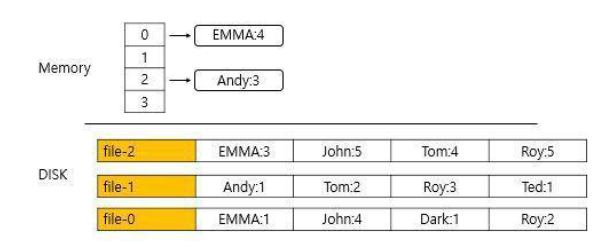 0 EMMA:4
1
Memory
2 Andy:3
3
file-2 EMMA:3 John:5 Tom:4 Roy:5
DISK
file-1 Andy:1 Tom:2 Roy:3 Ted:1
file-0 EMMA:1 John:4 Dark:1 Roy:2